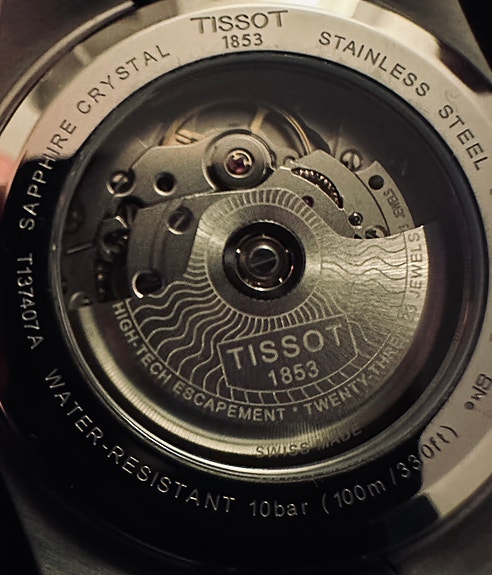 TISSOT
1853
STAINLESS STEEL
SAPPHIRE CRYSTAL
T137407A
WATER-RESISTANT 10bar (100m/330ft)
TISSOT
1853
HIGH-TECH ESCAPEMENT • TWENTY-THREE 23 JEWELS
SWISS MADE